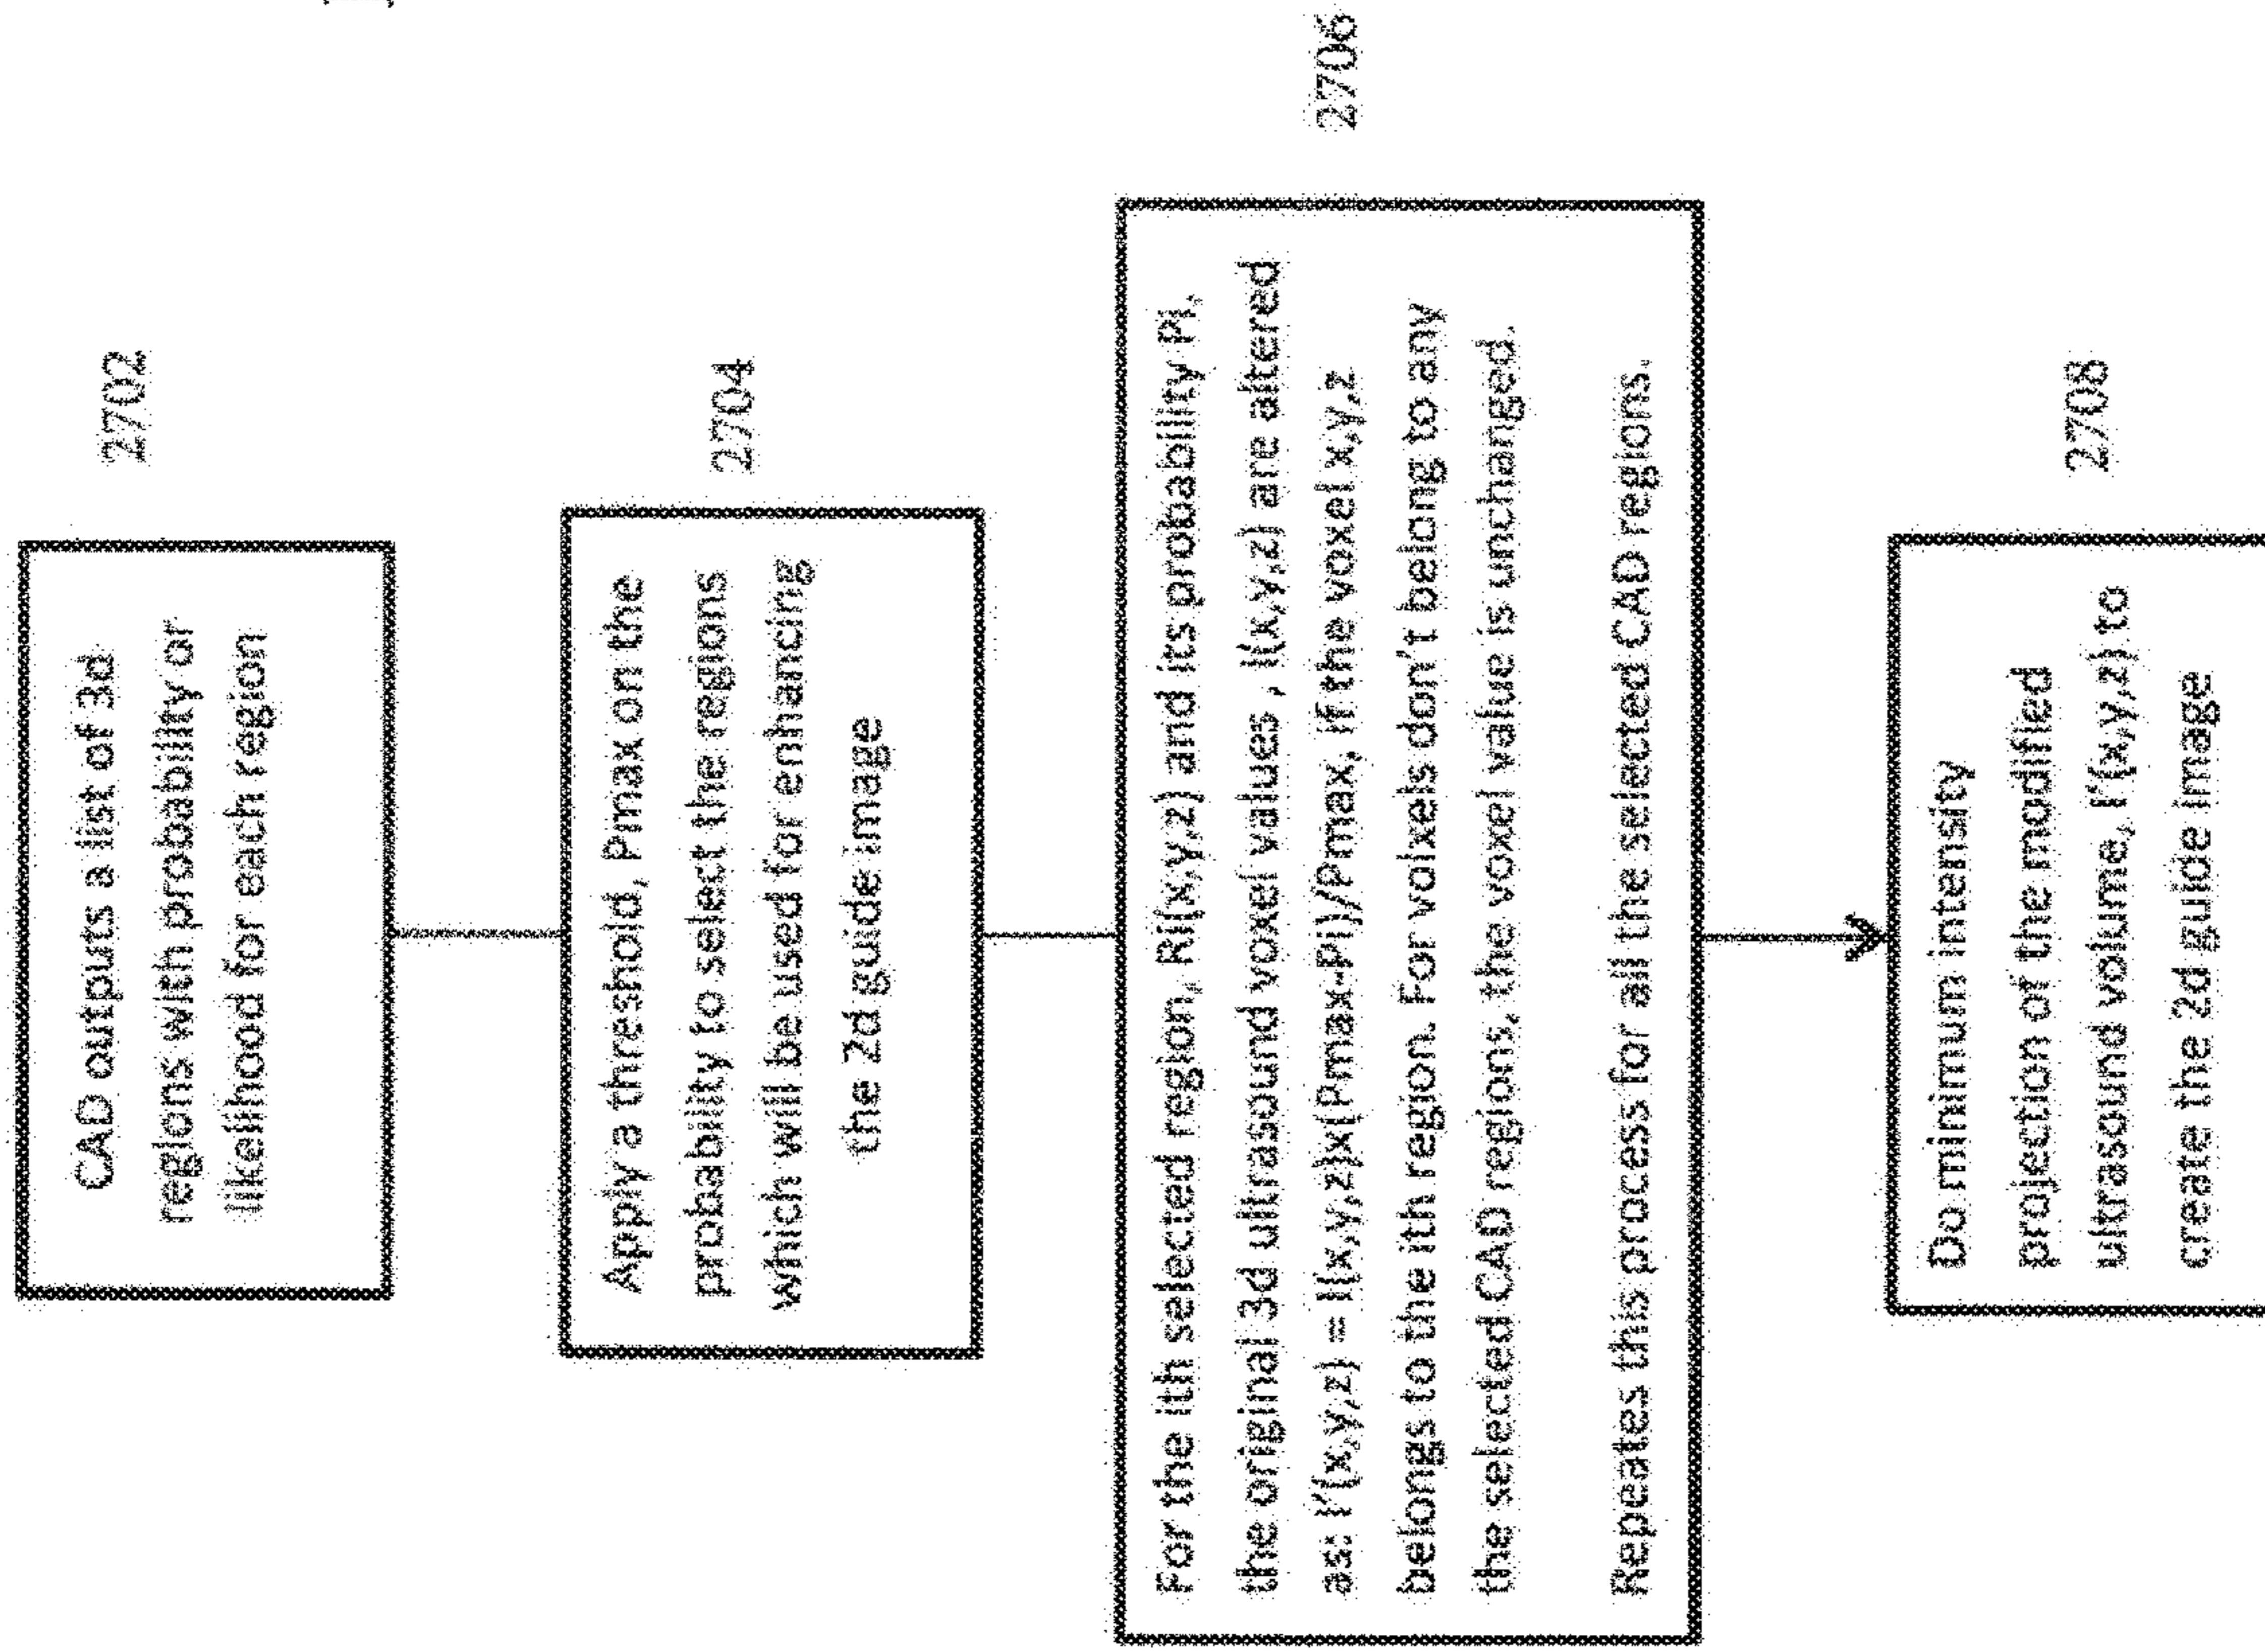 2702
CAD outputs a list of 3d
regions with probability or
likelihood for each region
2704
Apply a threshold, Pmax on the
probability to select the regions
which will be used for enhancing
the 2d guide image
2706
For the ith selected region, Ri(x,y,z) and its probability Pi,
the original 3d ultrasound voxel values , I(x,y,z) are altered
as: I'(x,y,z) = I(x,y,z)x(Pmax-Pi)/Pmax, if the voxel x,y,z
belongs to the ith region. For volxels don't belong to any
the selected CAD regions, the voxel value is unchanged.
Repeates this process for all the selected CAD regions.
2708
Do minimum intensity
projection of the modified
ultrasound volume, I'(x,y,z) to
create the 2d guide image